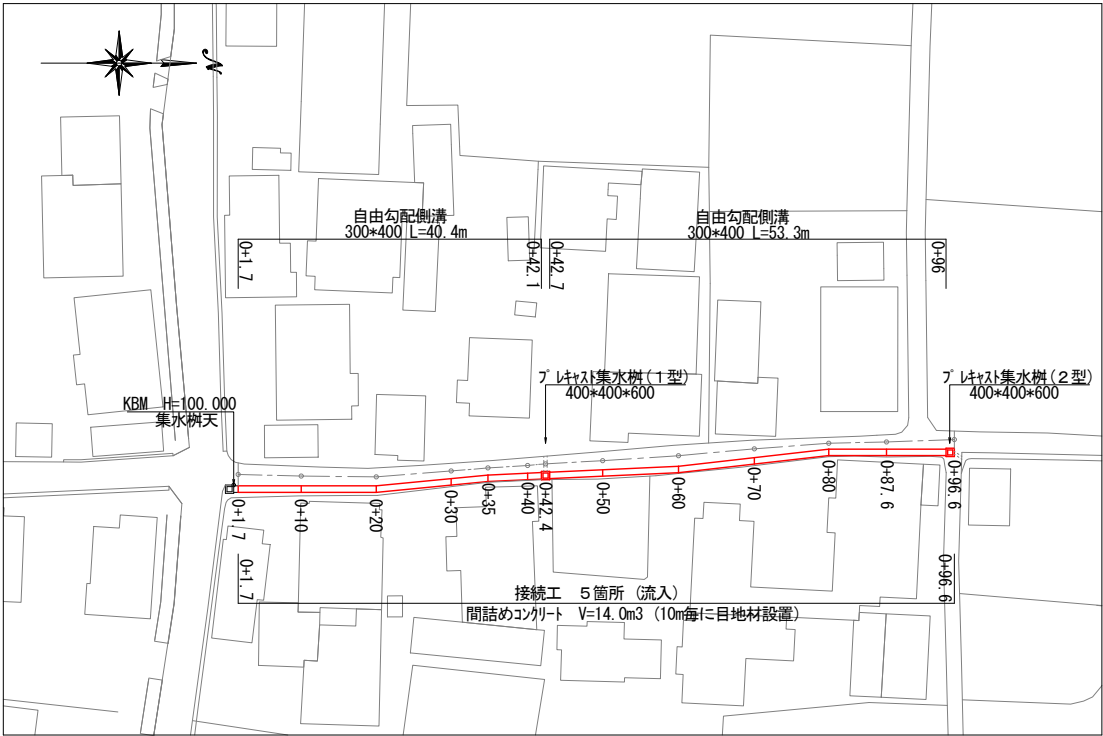 自由勾配側溝
300*400 L=40.4m
自由勾配側溝
300*400 L=53.3m
0+1.7
0+42.1
0+42.7
0+96
プレキャスト集水桝(1型)
400*400*600
プレキャスト集水桝(2型)
400*400*600
KBM H=100.000
集水桝天
0+1.7
0+10
0+20
0+30
0+35
0+40
0+42.4
0+50
0+60
0+70
0+80
0+87.6
0+96.6
0+1.7
0+96.6
接続工 5箇所 (流入)
間詰めコンクリート V=14.0m3 (10m毎に目地材設置)